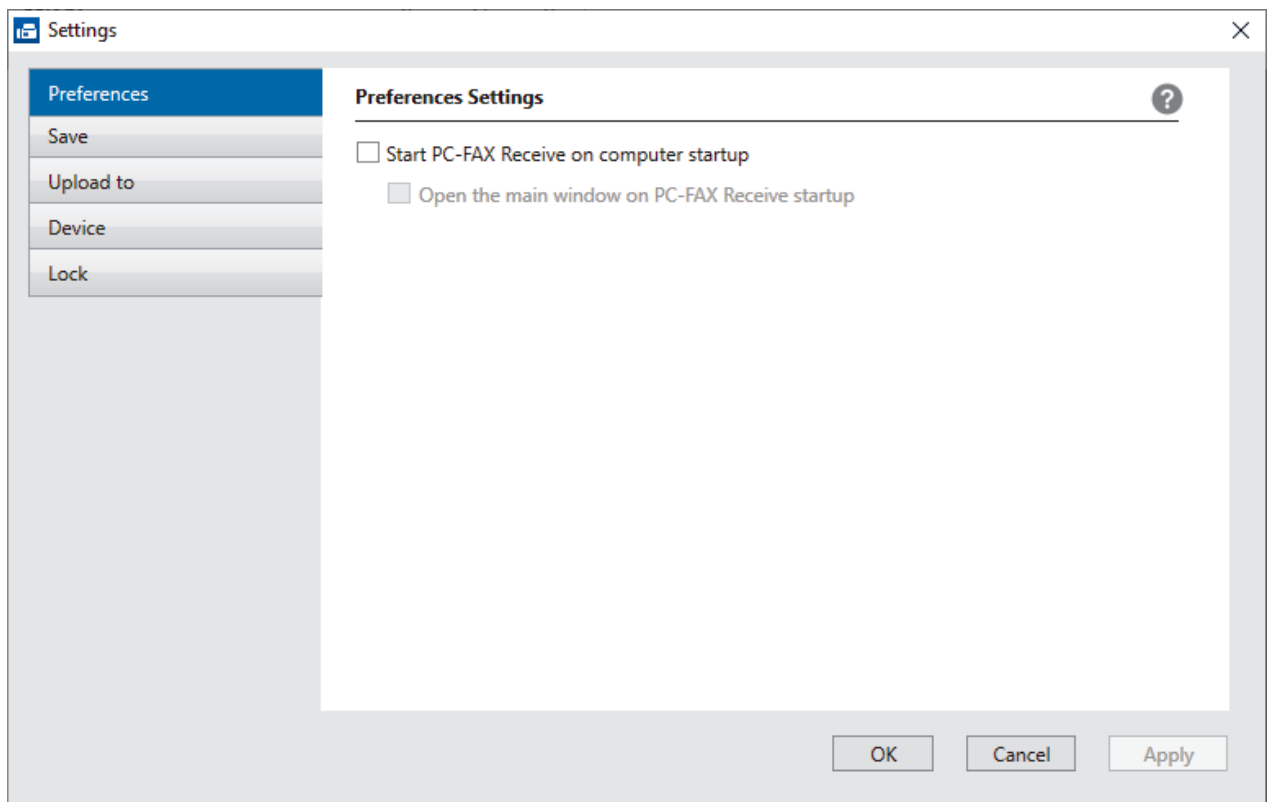 Settings
Preferences
Save
Upload to
Device
Lock
Preferences Settings
?
Start PC-FAX Receive on computer startup
Open the main window on PC-FAX Receive startup
OK
Cancel
Apply